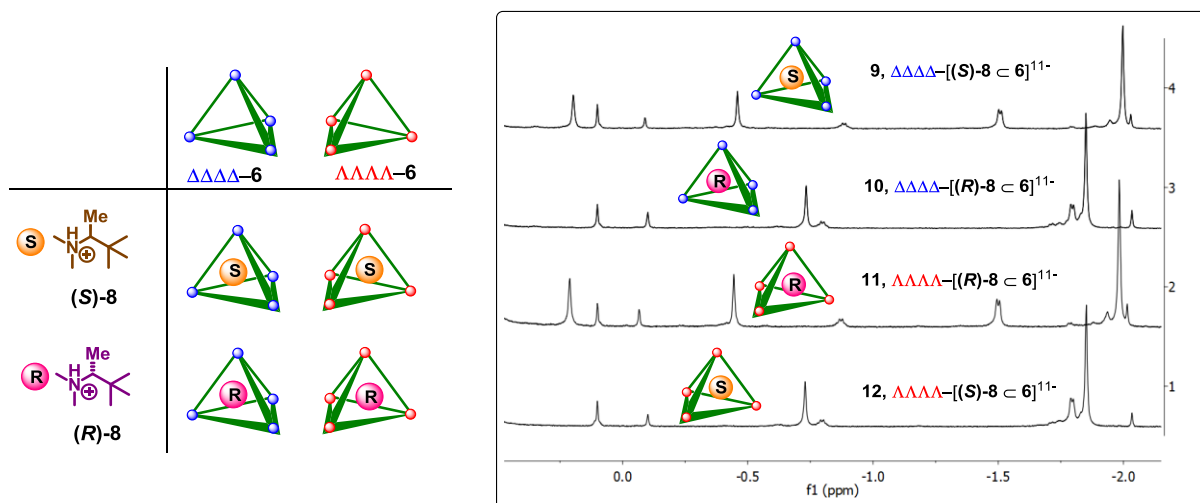 ΔΔΔΔ–6
ΛΛΛΛ–6
S
Me
H
N
+
(S)-8
S
S
R
Me
H
N
+
(R)-8
R
R
S
9, ΔΔΔΔ–[(S)-8 ⊂ 6]¹¹⁻
4
R
10, ΔΔΔΔ–[(R)-8 ⊂ 6]¹¹⁻
3
R
11, ΛΛΛΛ–[(R)-8 ⊂ 6]¹¹⁻
2
S
12, ΛΛΛΛ–[(S)-8 ⊂ 6]¹¹⁻
1
0.0 -0.5 -1.0 -1.5 -2.0
f1 (ppm)